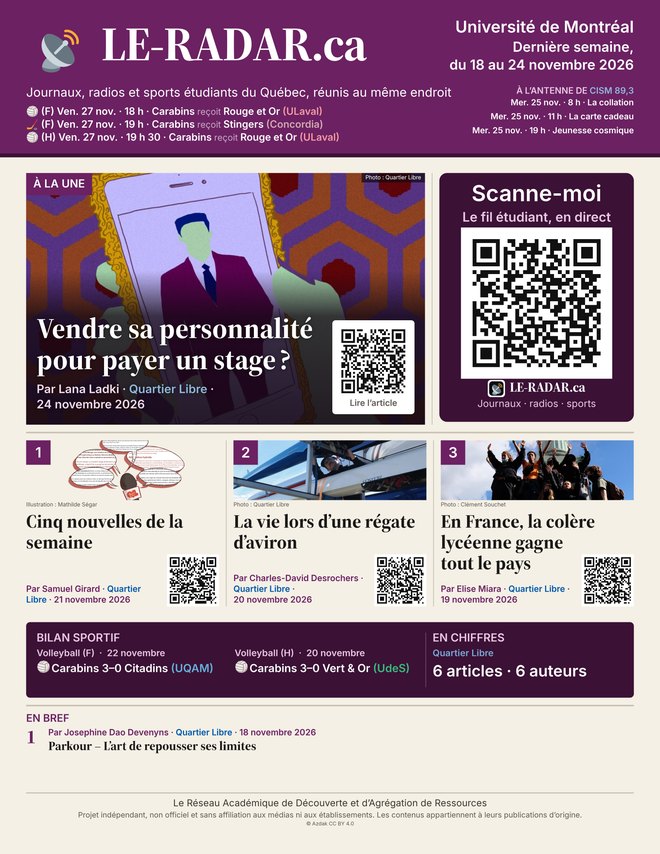 LE-RADAR.ca
Université de Montréal
Dernière semaine,
du 18 au 24 novembre 2026
Journaux, radios et sports étudiants du Québec, réunis au même endroit
(F) Ven. 27 nov. · 18 h · Carabins reçoit Rouge et Or (ULaval)
(F) Ven. 27 nov. · 19 h · Carabins reçoit Stingers (Concordia)
(H) Ven. 27 nov. · 19 h 30 · Carabins reçoit Rouge et Or (ULaval)
À L'ANTENNE DE CISM 89,3
Mer. 25 nov. · 8 h · La collation
Mer. 25 nov. · 11 h · La carte cadeau
Mer. 25 nov. · 19 h · Jeunesse cosmique
À LA UNE
Photo : Quartier Libre
Vendre sa personnalité
pour payer un stage ?
Par Lana Ladki · Quartier Libre ·
24 novembre 2026
Lire l'article
Scanne-moi
Le fil étudiant, en direct
LE-RADAR.ca
Journaux · radios · sports
1
Illustration : Mathilde Ségar
Cinq nouvelles de la
semaine
Par Samuel Girard · Quartier
Libre · 21 novembre 2026
2
Photo : Quartier Libre
La vie lors d'une régate
d'aviron
Par Charles-David Desrochers ·
Quartier Libre ·
20 novembre 2026
3
Photo : Clément Souchel
En France, la colère
lycéenne gagne
tout le pays
Par Elise Miara · Quartier Libre ·
19 novembre 2026
BILAN SPORTIF
Volleyball (F) · 22 novembre
Carabins 3–0 Citadins (UQAM)
Volleyball (H) · 20 novembre
Carabins 3–0 Vert & Or (UdeS)
EN CHIFFRES
Quartier Libre
6 articles · 6 auteurs
EN BREF
1
Par Josephine Dao Devenyns · Quartier Libre · 18 novembre 2026
Parkour – L'art de repousser ses limites
Le Réseau Académique de Découverte et d'Agrégation de Ressources
Projet indépendant, non officiel et sans affiliation aux médias ni aux établissements. Les contenus appartiennent à leurs publications d'origine.
© Azdak CC BY 4.0